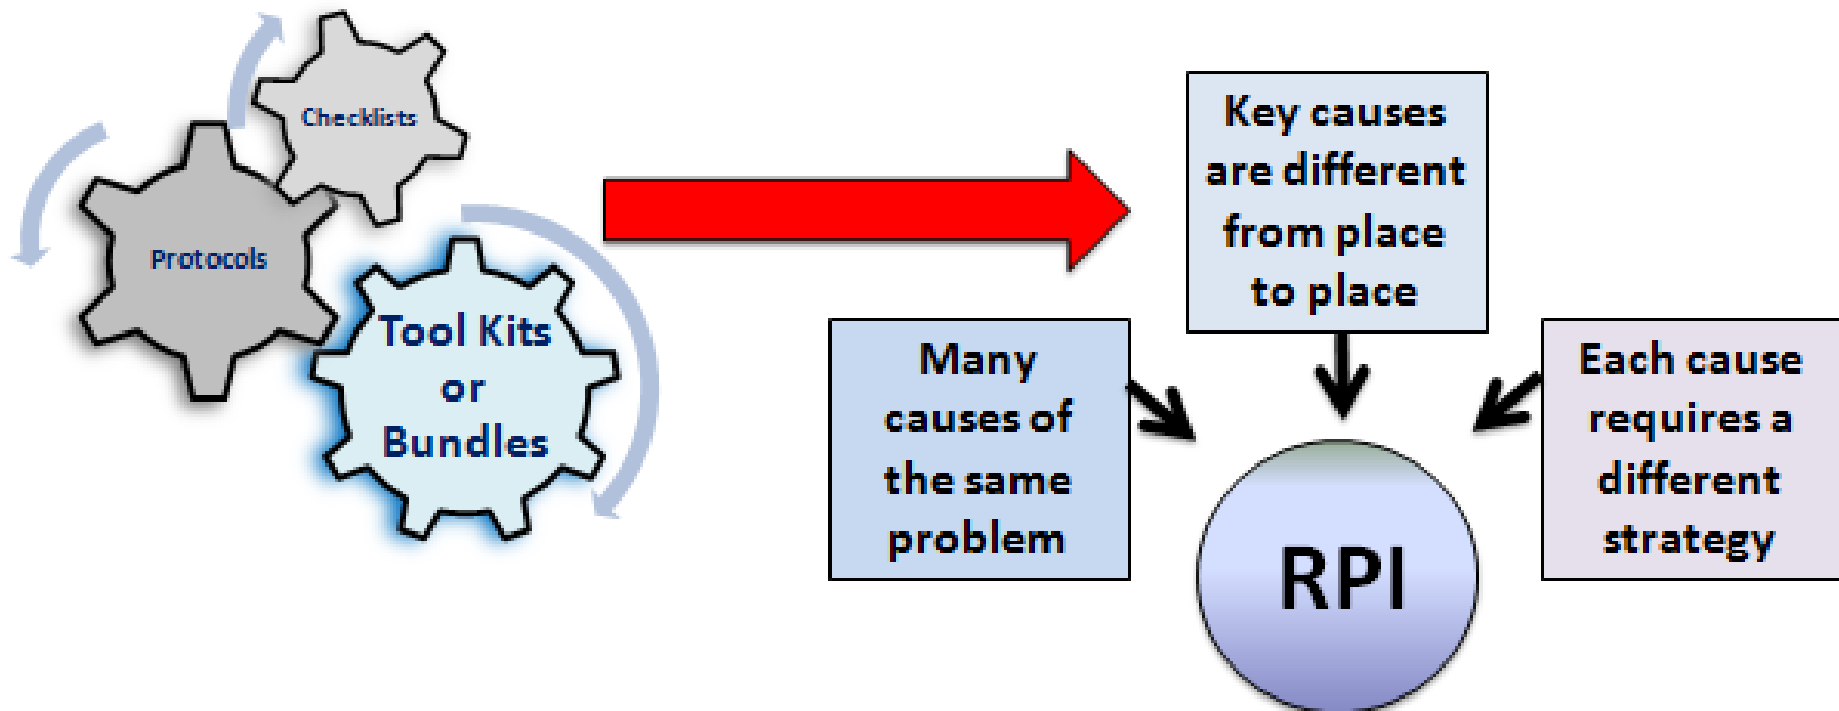 Checklists
Protocols
Tool Kits
or
Bundles
Key causes
are different
from place
to place
Many
causes of
the same
problem
Each cause
requires a
different
strategy
RPI